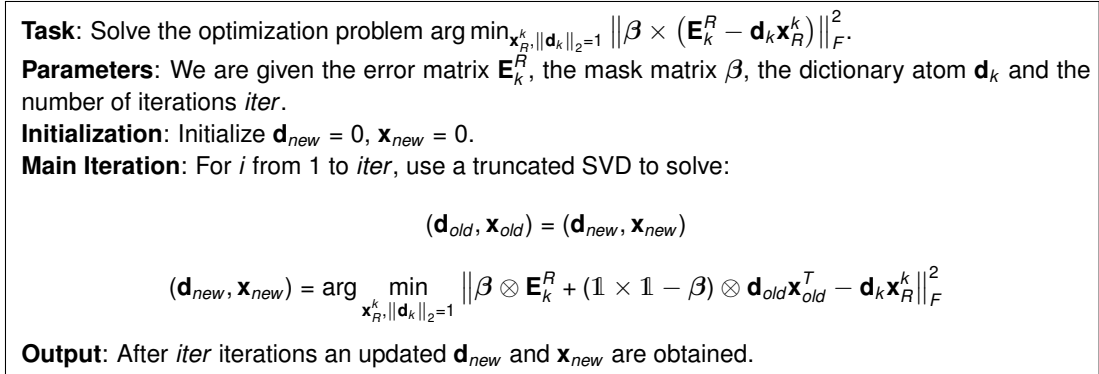 Task: Solve the optimization problem arg min_{𝐱_R^k, ‖𝐝_k‖_2=1} ‖𝜷 × (𝐄_k^R − 𝐝_k 𝐱_R^k)‖_F^2.
Parameters: We are given the error matrix 𝐄_k^R, the mask matrix 𝜷, the dictionary atom 𝐝_k and the
number of iterations iter.
Initialization: Initialize 𝐝_new = 0, 𝐱_new = 0.
Main Iteration: For i from 1 to iter, use a truncated SVD to solve:
(𝐝_old, 𝐱_old) = (𝐝_new, 𝐱_new)
(𝐝_new, 𝐱_new) = arg min_{𝐱_R^k, ‖𝐝_k‖_2=1} ‖𝜷 ⊗ 𝐄_k^R + (𝟙 × 𝟙 − 𝜷) ⊗ 𝐝_old 𝐱_old^T − 𝐝_k 𝐱_R^k‖_F^2
Output: After iter iterations an updated 𝐝_new and 𝐱_new are obtained.